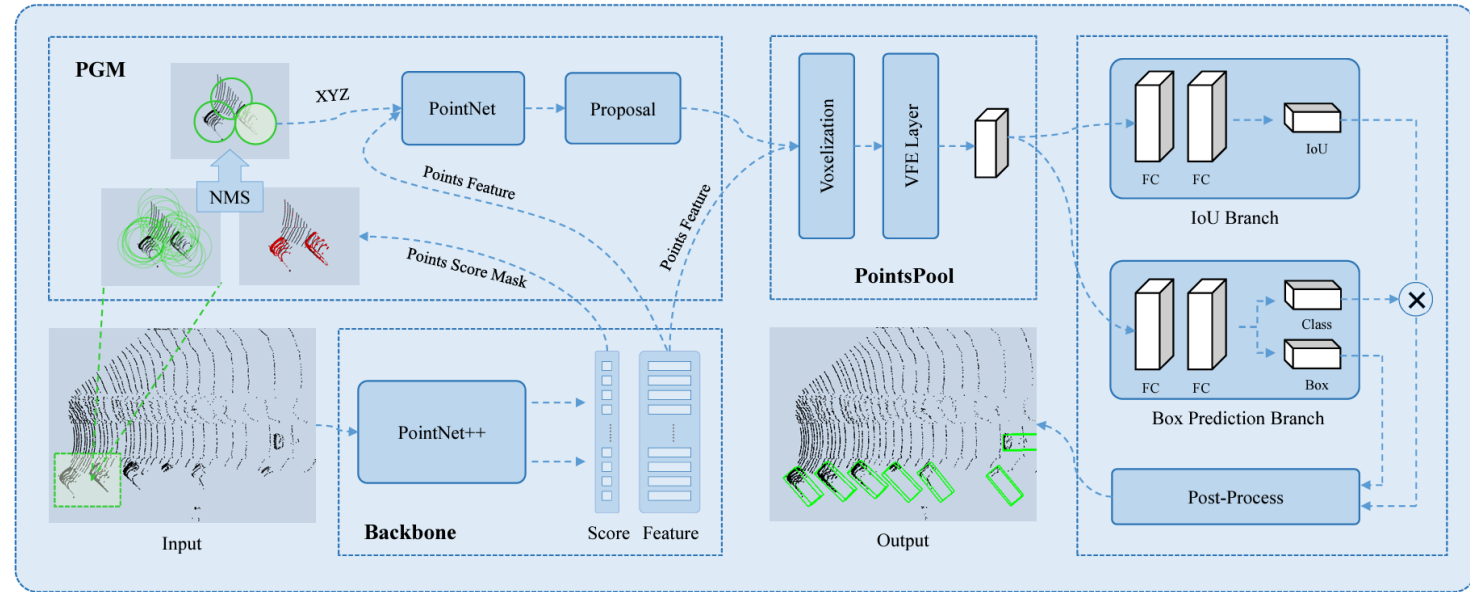 PGM
XYZ
PointNet
Proposal
NMS
Points Feature
Points Score Mask
Points Feature
Voxelization
VFE Layer
PointsPool
FC
FC
IoU
IoU Branch
FC
FC
Class
Box
Box Prediction Branch
Post-Process
Input
PointNet++
Backbone
Score
Feature
Output